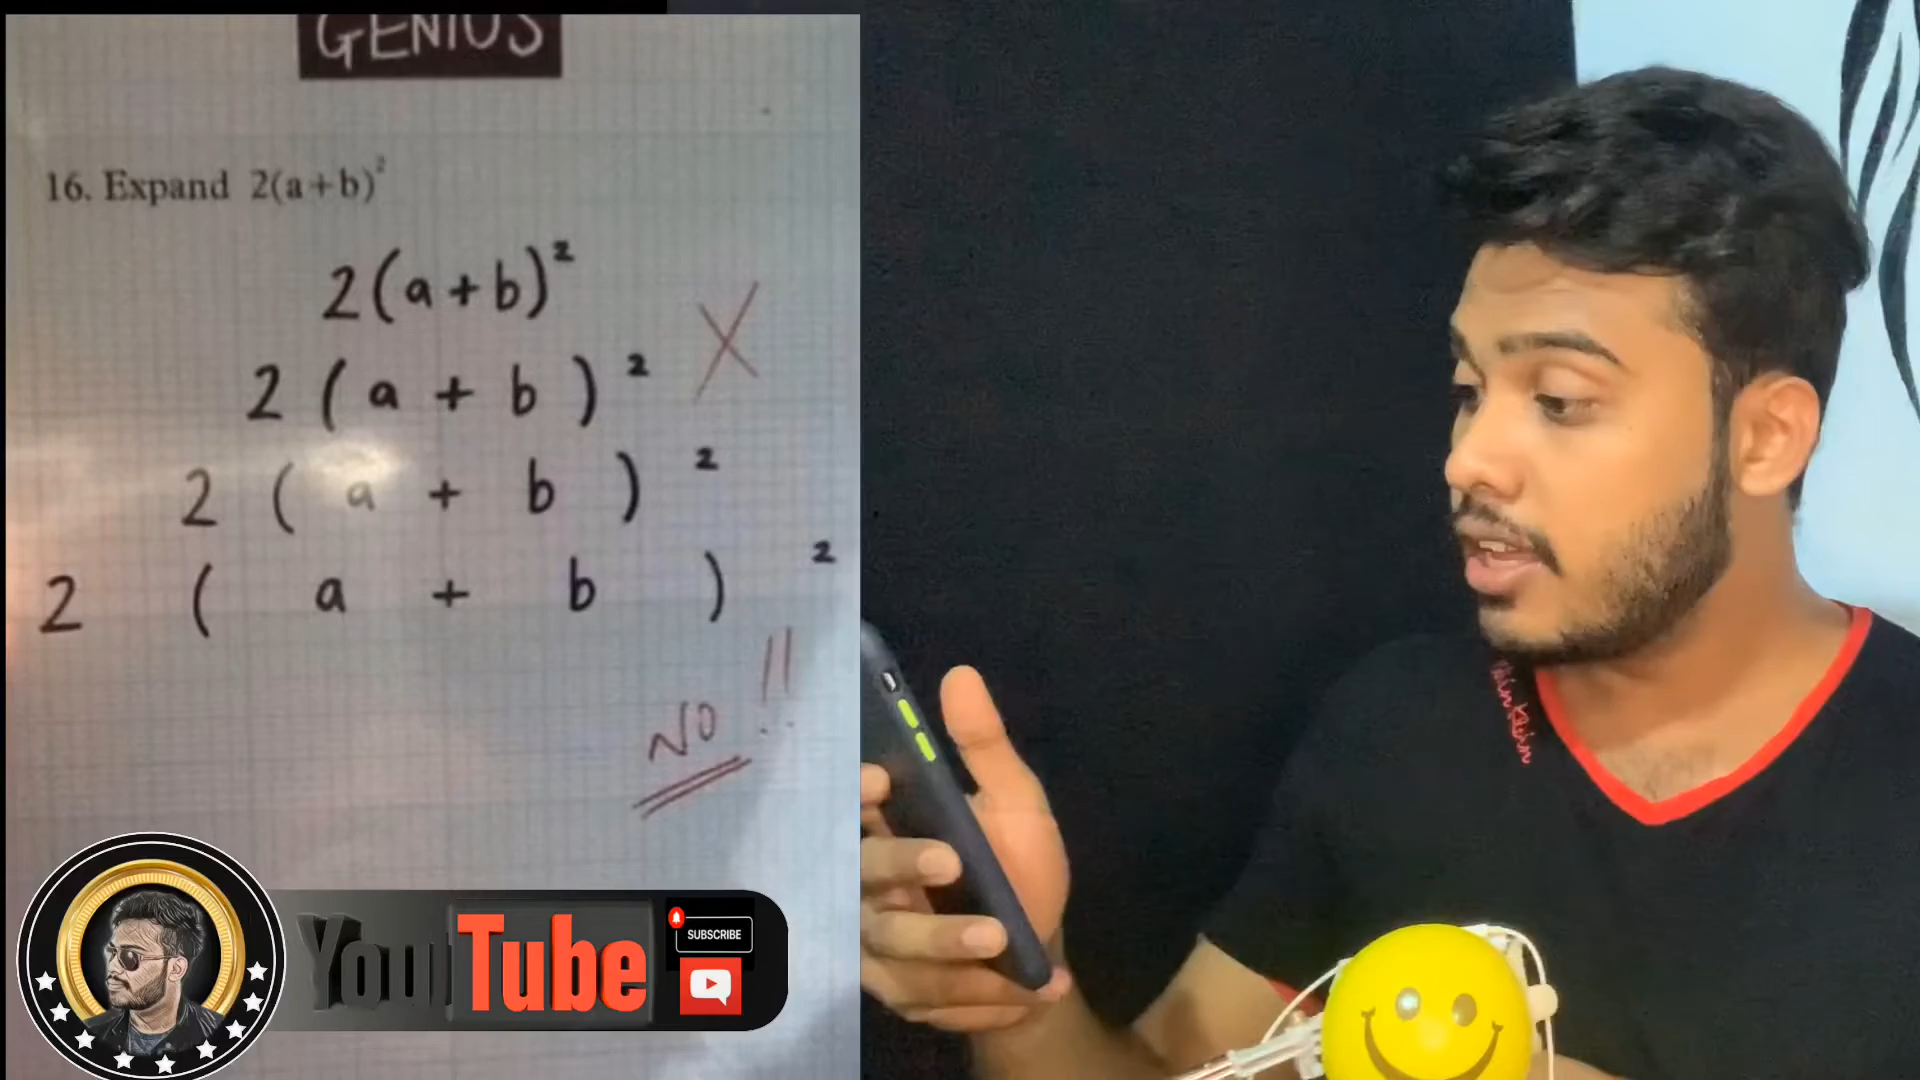 GENIUS
16. Expand 2(a+b)²
2(a+b)²
2 ( a + b ) ²
2 ( a + b ) ²
2 ( a + b ) ²
NO !!
YouTube
SUBSCRIBE